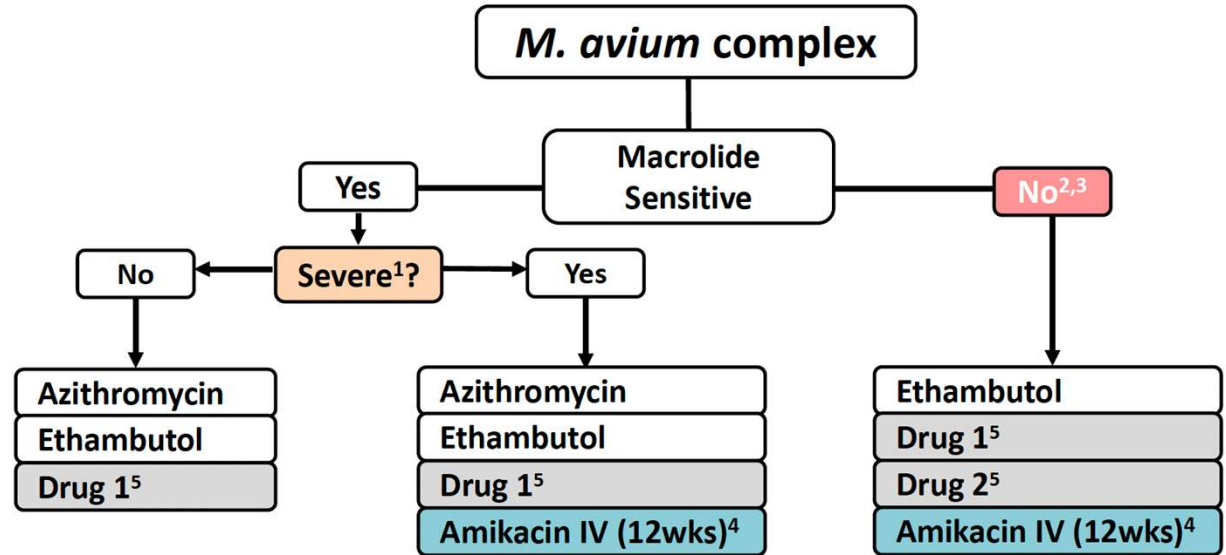 M. avium complex
Macrolide
Sensitive
Yes
No²,³
No
Severe¹?
Yes
Azithromycin
Ethambutol
Drug 1⁵
Azithromycin
Ethambutol
Drug 1⁵
Amikacin IV (12wks)⁴
Ethambutol
Drug 1⁵
Drug 2⁵
Amikacin IV (12wks)⁴